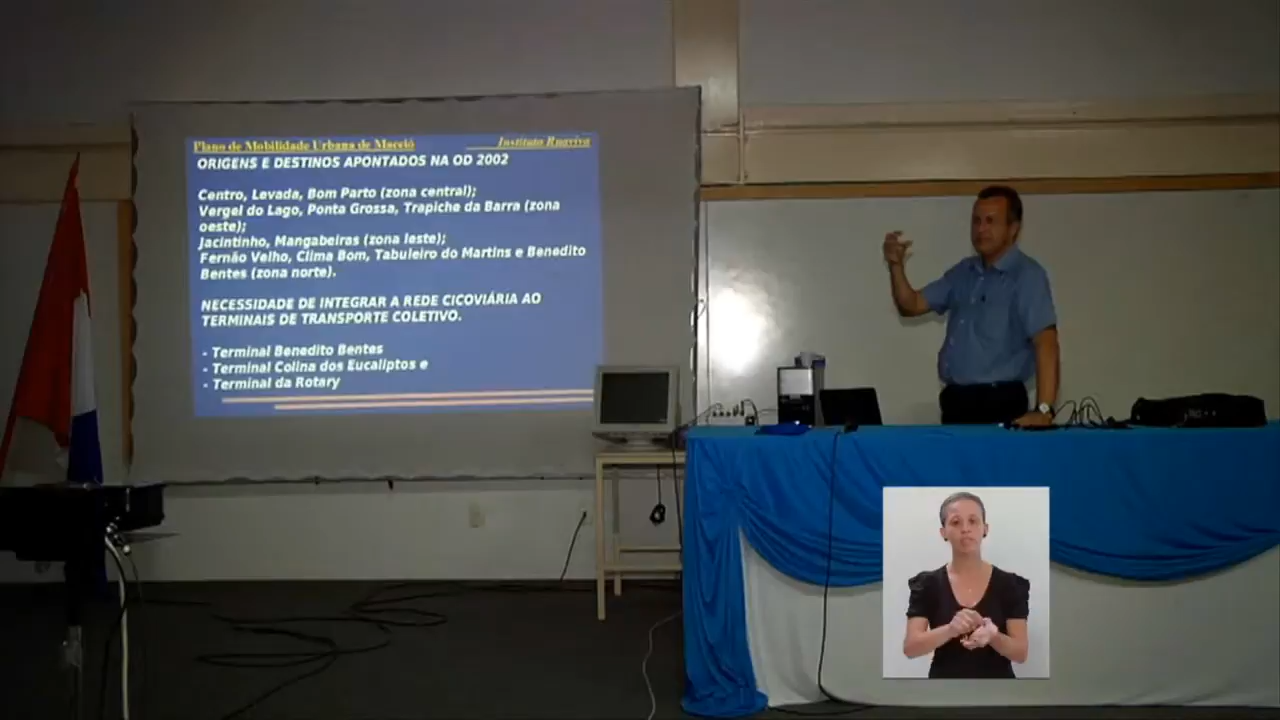 Plano de Mobilidade Urbana de Maceió
Instituto Ruaviva
ORIGENS E DESTINOS APONTADOS NA OD 2002
Centro, Levada, Bom Parto (zona central);
Vergel do Lago, Ponta Grossa, Trapiche da Barra (zona
oeste);
Jacintinho, Mangabeiras (zona leste);
Fernão Velho, Clima Bom, Tabuleiro do Martins e Benedito
Bentes (zona norte).
NECESSIDADE DE INTEGRAR A REDE CICOVIÁRIA AO
TERMINAIS DE TRANSPORTE COLETIVO.
- Terminal Benedito Bentes
- Terminal Colina dos Eucaliptos e
- Terminal da Rotary